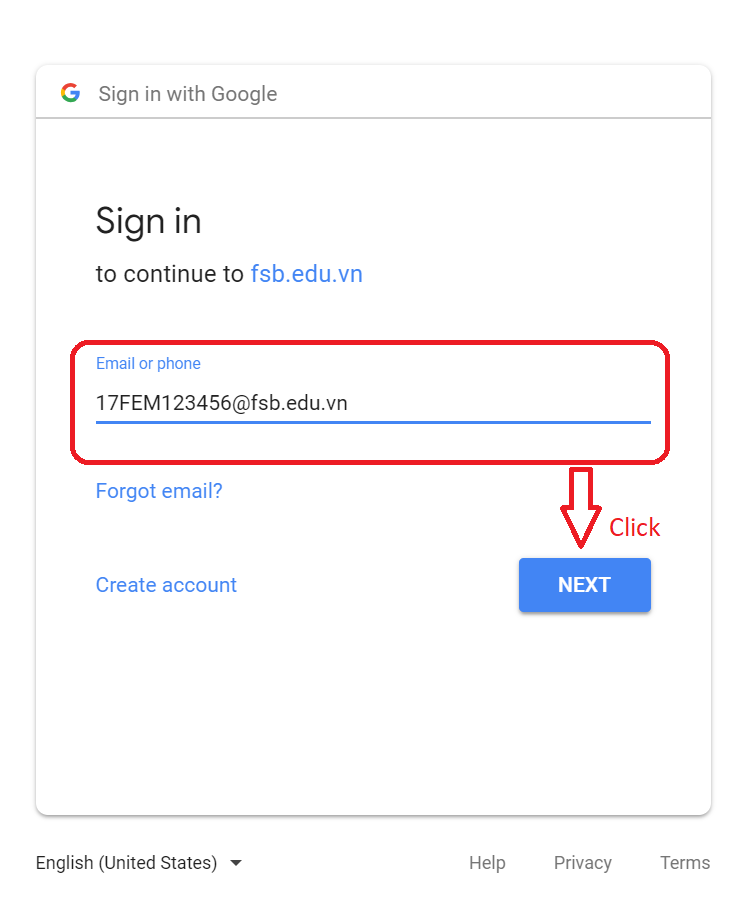 Sign in with Google
Sign in
to continue to fsb.edu.vn
Email or phone
17FEM123456@fsb.edu.vn
Forgot email?
Click
Create account
NEXT
English (United States)
Help
Privacy
Terms